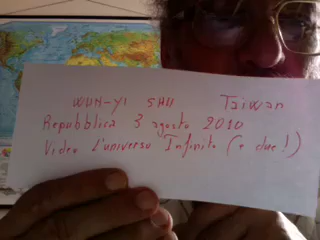 WUN-YI SHU Taiwan
Repubblica 3 agosto 2010
Video L'universo Infinito (e due!)